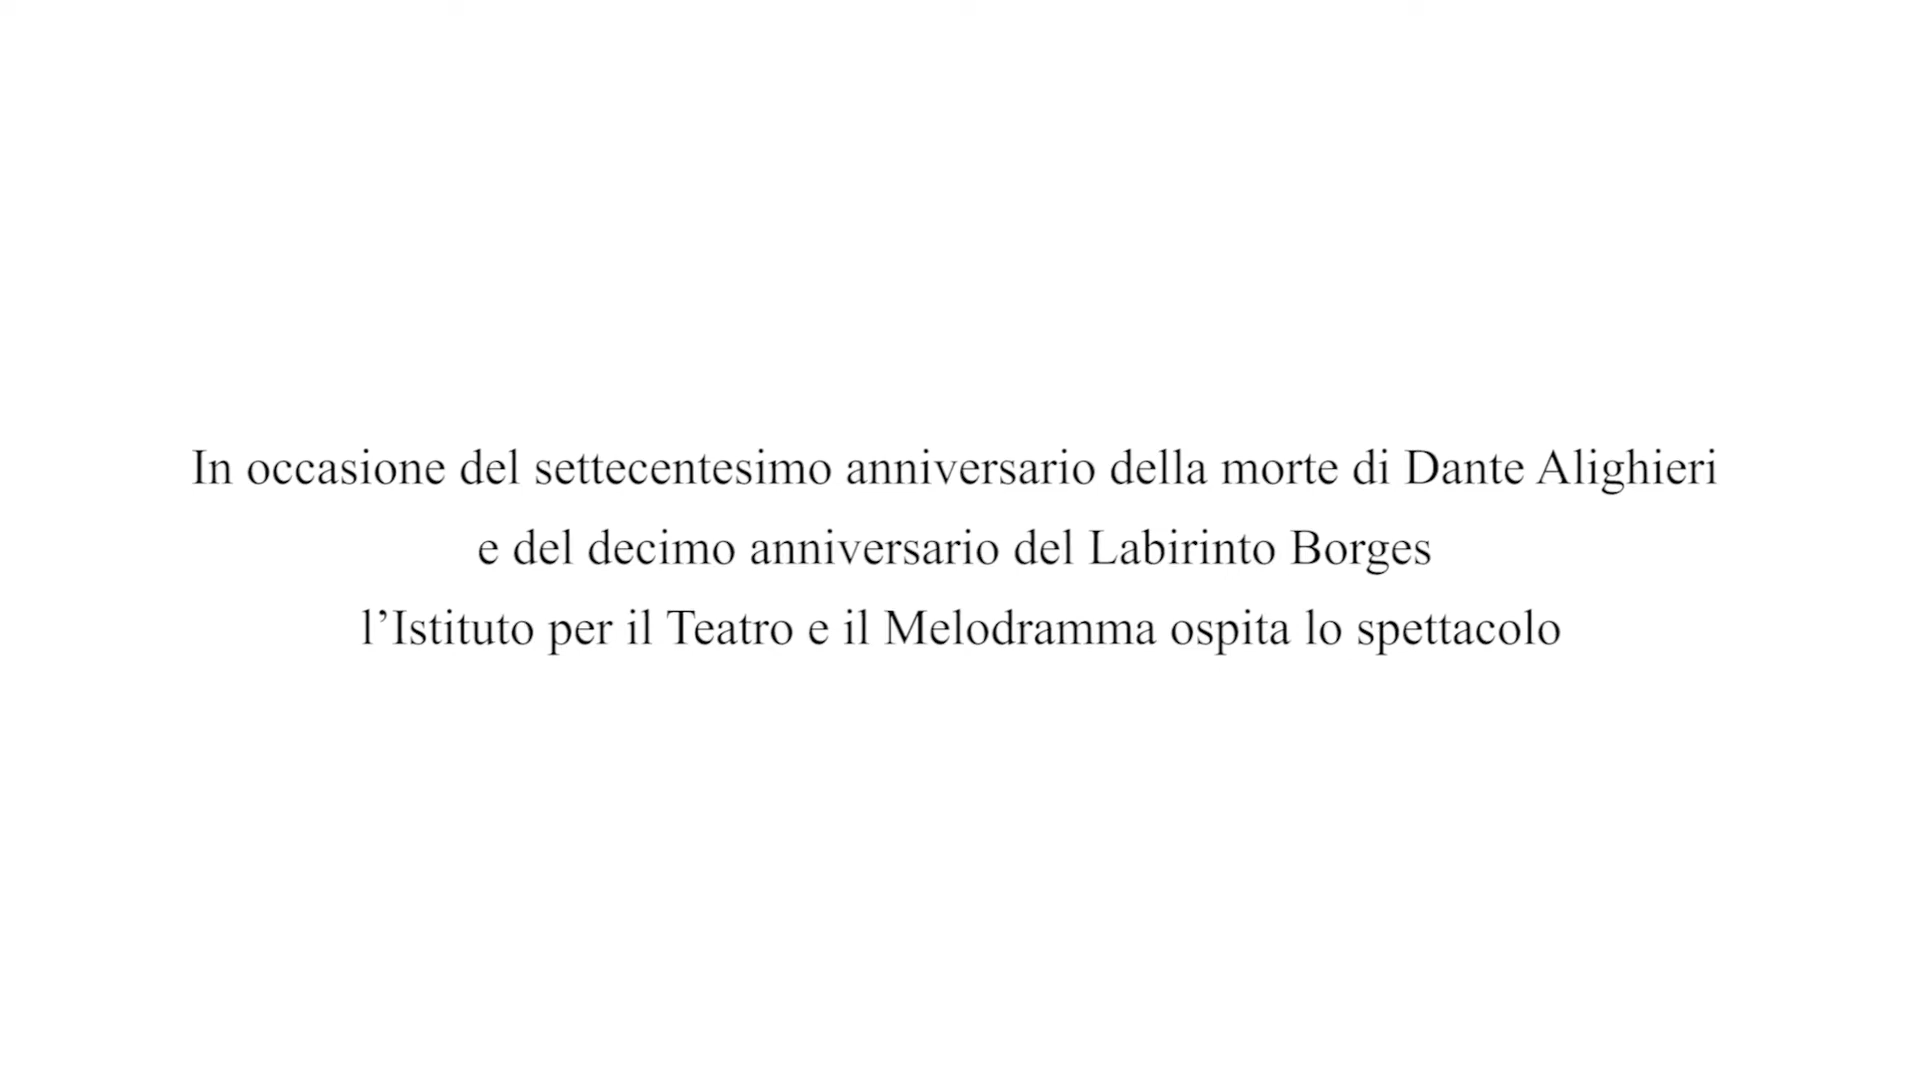 In occasione del settecentesimo anniversario della morte di Dante Alighieri
e del decimo anniversario del Labirinto Borges
l’Istituto per il Teatro e il Melodramma ospita lo spettacolo